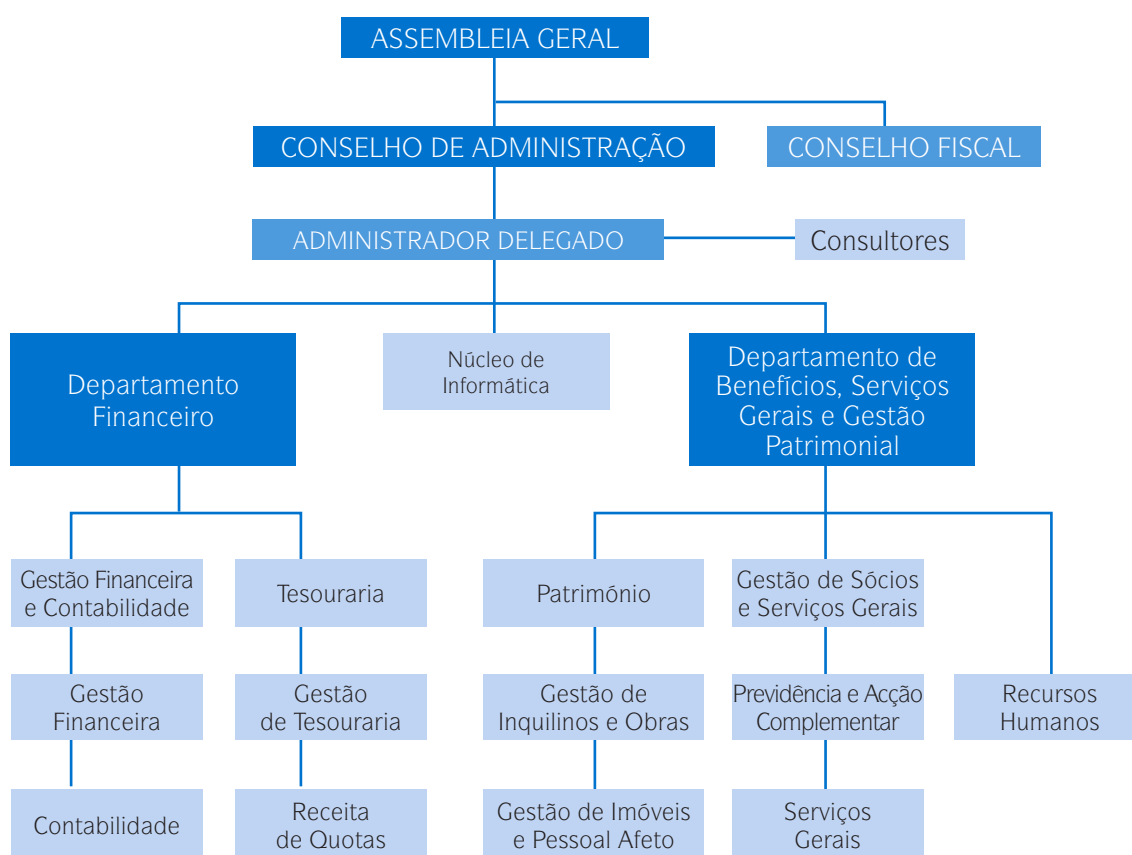 ASSEMBLEIA GERAL
CONSELHO DE ADMINISTRAÇÃO
CONSELHO FISCAL
ADMINISTRADOR DELEGADO
Consultores
Departamento
Financeiro
Núcleo de
Informática
Departamento de
Benefícios, Serviços
Gerais e Gestão
Patrimonial
Gestão Financeira
e Contabilidade
Tesouraria
Património
Gestão de Sócios
e Serviços Gerais
Gestão
Financeira
Gestão
de Tesouraria
Gestão de
Inquilinos e Obras
Previdência e Acção
Complementar
Recursos
Humanos
Contabilidade
Receita
de Quotas
Gestão de Imóveis
e Pessoal Afeto
Serviços
Gerais